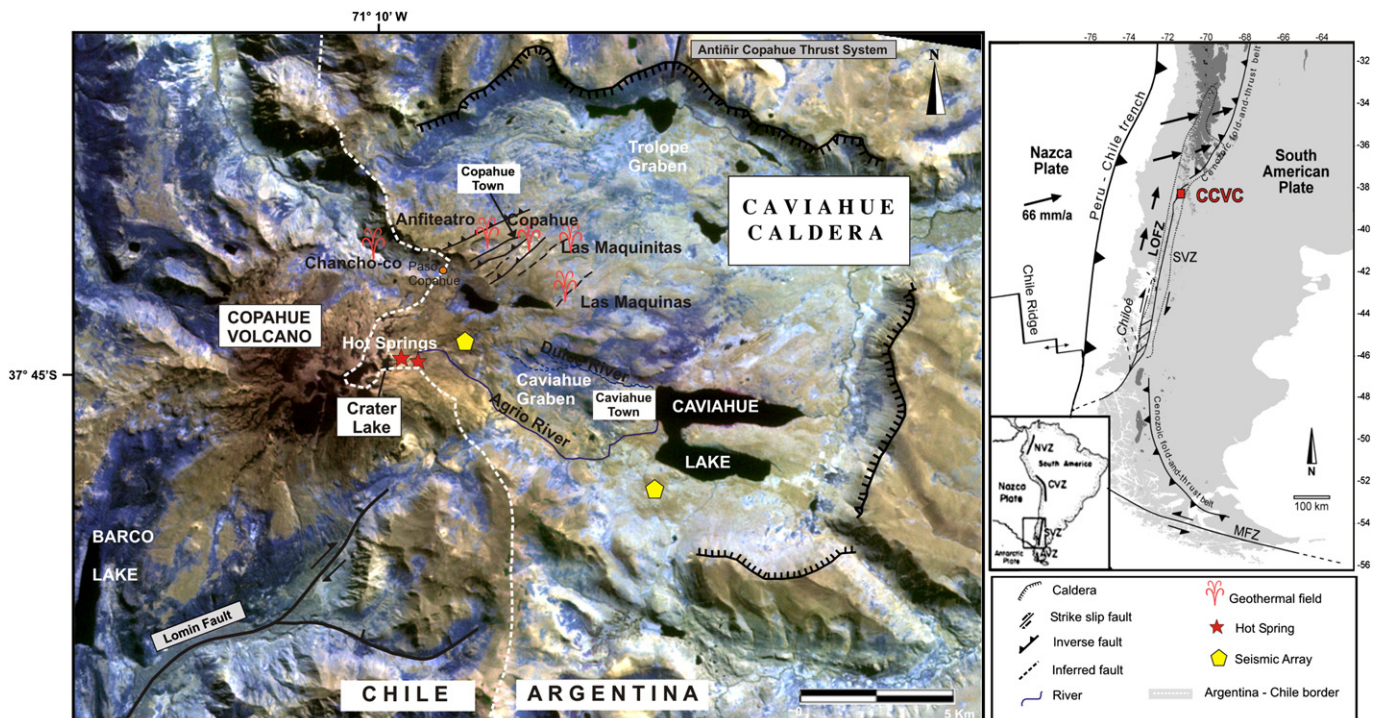 71° 10' W
Antiñir Copahue Thrust System
N
Trolope
Graben
Copahue
Town
Anfiteatro
Copahue
CAVIAHUE
CALDERA
Las Maquinitas
Chancho-co
Paso
Copahue
Las Maquinas
COPAHUE
VOLCANO
Hot Springs
37° 45'S
Dulce River
Caviahue
Graben
Caviahue
Town
CAVIAHUE
Agrio River
Crater
Lake
LAKE
BARCO
LAKE
Lomin Fault
CHILE
ARGENTINA
0
5 Km
-76
-74
-72
-70
-68
-66
-64
-32
-34
-36
-38
-40
-42
-44
-46
-48
-50
-52
-54
-56
Peru - Chile trench
Cenozoic fold-and-thrust belt
Nazca
Plate
66 mm/a
South
American
Plate
CCVC
LOFZ
SVZ
Chile Ridge
Chiloé
Cenozoic fold-and-thrust belt
N
100 km
MFZ
NVZ
South America
Nazca
Plate
CVZ
SVZ
AVZ
Antarctic
Plate
Caldera
Strike slip fault
Inverse fault
Inferred fault
River
Geothermal field
Hot Spring
Seismic Array
Argentina - Chile border